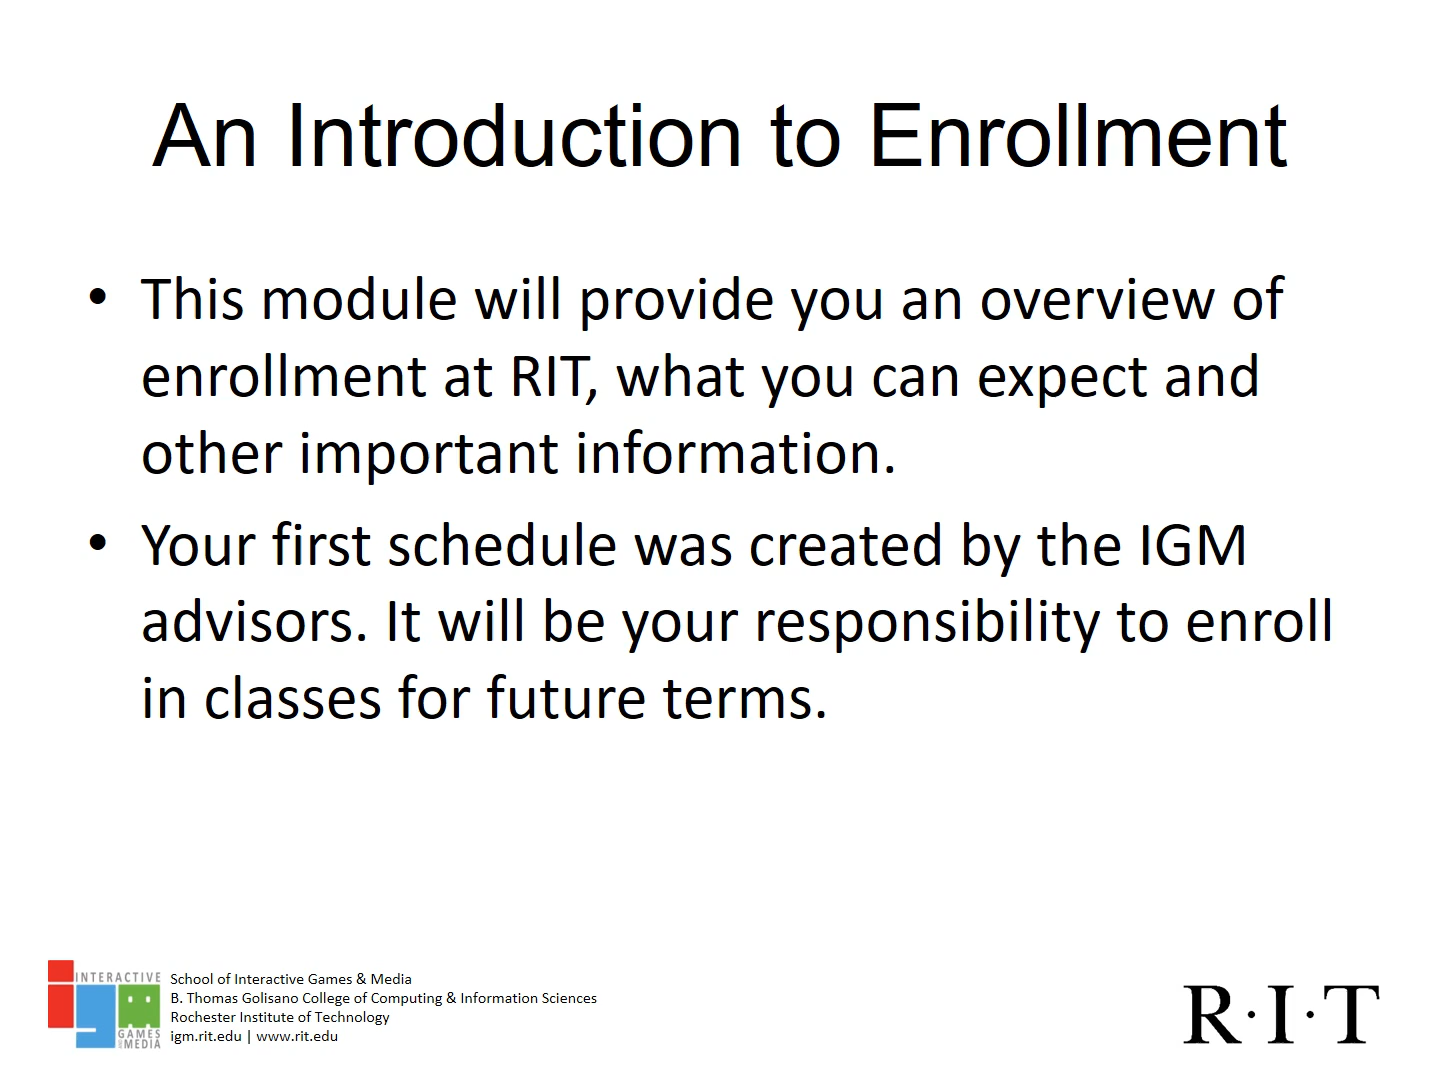 An Introduction to Enrollment
• This module will provide you an overview of
enrollment at RIT, what you can expect and
other important information.
• Your first schedule was created by the IGM
advisors. It will be your responsibility to enroll
in classes for future terms.
INTERACTIVE
GAMES
AND MEDIA
School of Interactive Games & Media
B. Thomas Golisano College of Computing & Information Sciences
Rochester Institute of Technology
igm.rit.edu | www.rit.edu
R·I·T